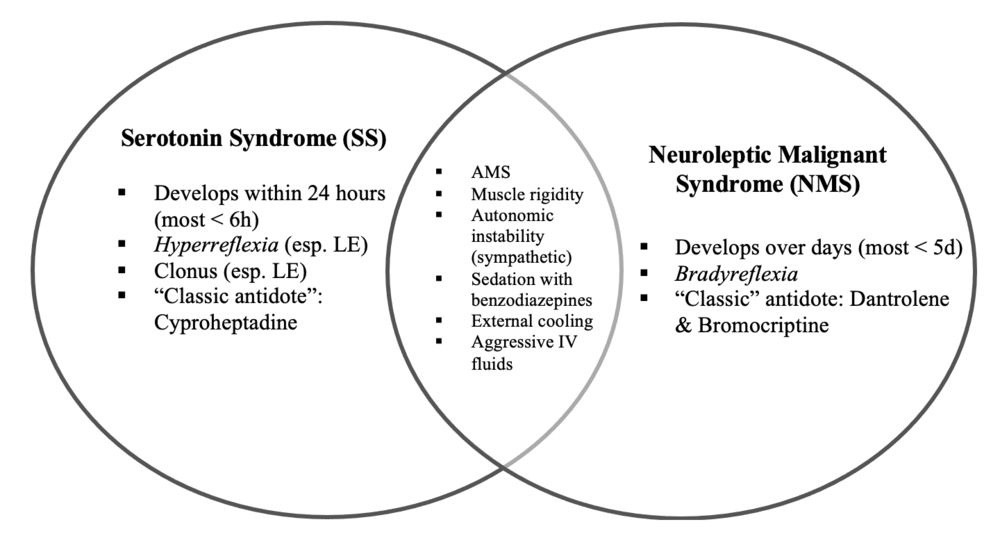 Serotonin Syndrome (SS)
▪ Develops within 24 hours
(most < 6h)
▪ Hyperreflexia (esp. LE)
▪ Clonus (esp. LE)
▪ “Classic antidote”:
Cyproheptadine
▪ AMS
▪ Muscle rigidity
▪ Autonomic
instability
(sympathetic)
▪ Sedation with
benzodiazepines
▪ External cooling
▪ Aggressive IV
fluids
Neuroleptic Malignant
Syndrome (NMS)
▪ Develops over days (most < 5d)
▪ Bradyreflexia
▪ “Classic” antidote: Dantrolene
& Bromocriptine